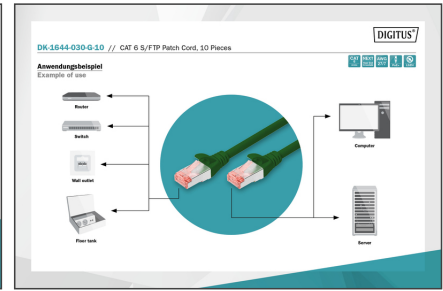 DIGITUS®
DK-1644-030-G-10 // CAT 6 S/FTP Patch Cord, 10 Pieces
Anwendungsbeispiel
Example of use
Router
Switch
Wall outlet
Floor tank
Computer
Server